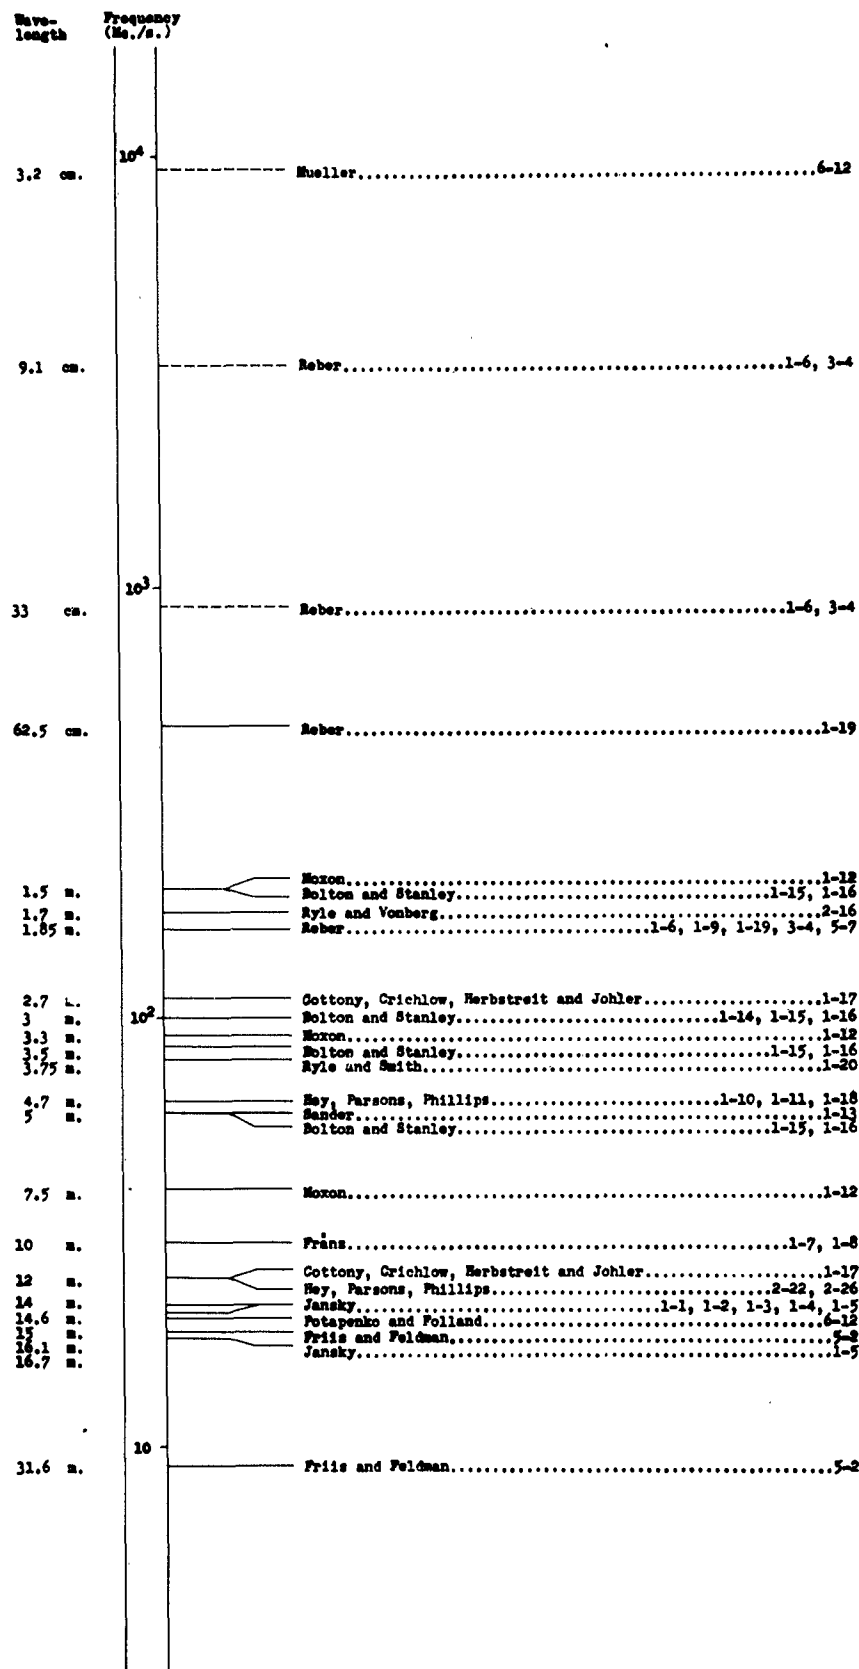 Wave-length Frequency (Mc./s.)
10⁴
3.2 cm. Mueller 6-12
9.1 cm. Reber 1-6, 3-4
10³
33 cm. Reber 1-6, 3-4
62.5 cm. Reber 1-19
Moxon 1-12
1.5 m. Bolton and Stanley 1-15, 1-16
1.7 m. Ryle and Vonberg 2-16
1.85 m. Reber 1-6, 1-9, 1-19, 3-4, 5-7
2.7 m. Cottony, Crichlow, Herbstreit and Johler 1-17
3 m. 10² Bolton and Stanley 1-14, 1-15, 1-16
3.3 m. Moxon 1-12
3.5 m. Bolton and Stanley 1-15, 1-16
3.75 m. Ryle and Smith 1-20
4.7 m. Hey, Parsons, Phillips 1-10, 1-11, 1-18
5 m. Sander 1-13
Bolton and Stanley 1-15, 1-16
7.5 m. Moxon 1-12
10 m. Fränz 1-7, 1-8
Cottony, Crichlow, Herbstreit and Johler 1-17
12 m. Hey, Parsons, Phillips 2-22, 2-26
14 m. Jansky 1-1, 1-2, 1-3, 1-4, 1-5
14.6 m. Potapenko and Folland 6-12
15 m. Friis and Feldman 5-2
16.1 m. Jansky 1-5
16.7 m.
10
31.6 m. Friis and Feldman 5-2